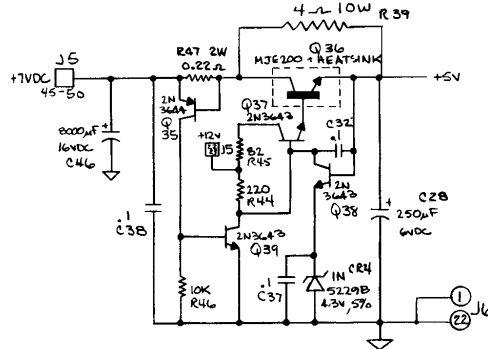 4Ω 10W R39
R47 2W
0.22Ω
Q36
MJE200 + HEATSINK
+7VDC
J5
45-50
+5V
2N
3644
Q35
Q37
2N3643
+12V
J5
82
R45
C32
.1
8000µF
16VDC
C46
220
R44
2N
3643
Q38
C28
250µF
6VDC
.1
C38
2N3643
Q39
10K
R46
.1
C37
1N CR4
5229B
4.3V, 5%
1
J6
22